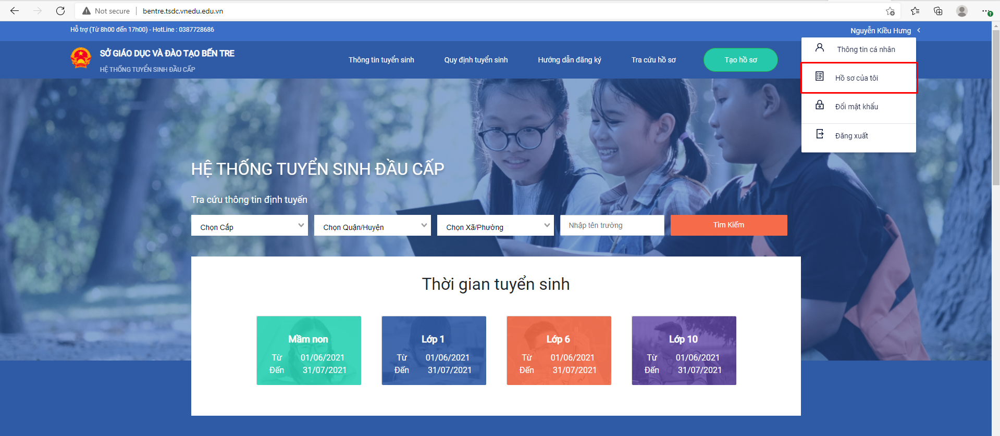 Not secure
bentre.tsdc.vnedu.edu.vn
Hỗ trợ (Từ 8h00 đến 17h00) - HotLine : 0387728686
Nguyễn Kiều Hưng
SỞ GIÁO DỤC VÀ ĐÀO TẠO BẾN TRE
HỆ THỐNG TUYỂN SINH ĐẦU CẤP
Thông tin tuyển sinh
Quy định tuyển sinh
Hướng dẫn đăng ký
Tra cứu hồ sơ
Tạo hồ sơ
Thông tin cá nhân
Hồ sơ của tôi
Đổi mật khẩu
Đăng xuất
HỆ THỐNG TUYỂN SINH ĐẦU CẤP
Tra cứu thông tin định tuyến
Chọn Cấp
Chọn Quận/Huyện
Chọn Xã/Phường
Nhập tên trường
Tìm Kiếm
Thời gian tuyển sinh
Mầm non
Từ 01/06/2021
Đến 31/07/2021
Lớp 1
Từ 01/06/2021
Đến 31/07/2021
Lớp 6
Từ 01/06/2021
Đến 31/07/2021
Lớp 10
Từ 01/06/2021
Đến 31/07/2021